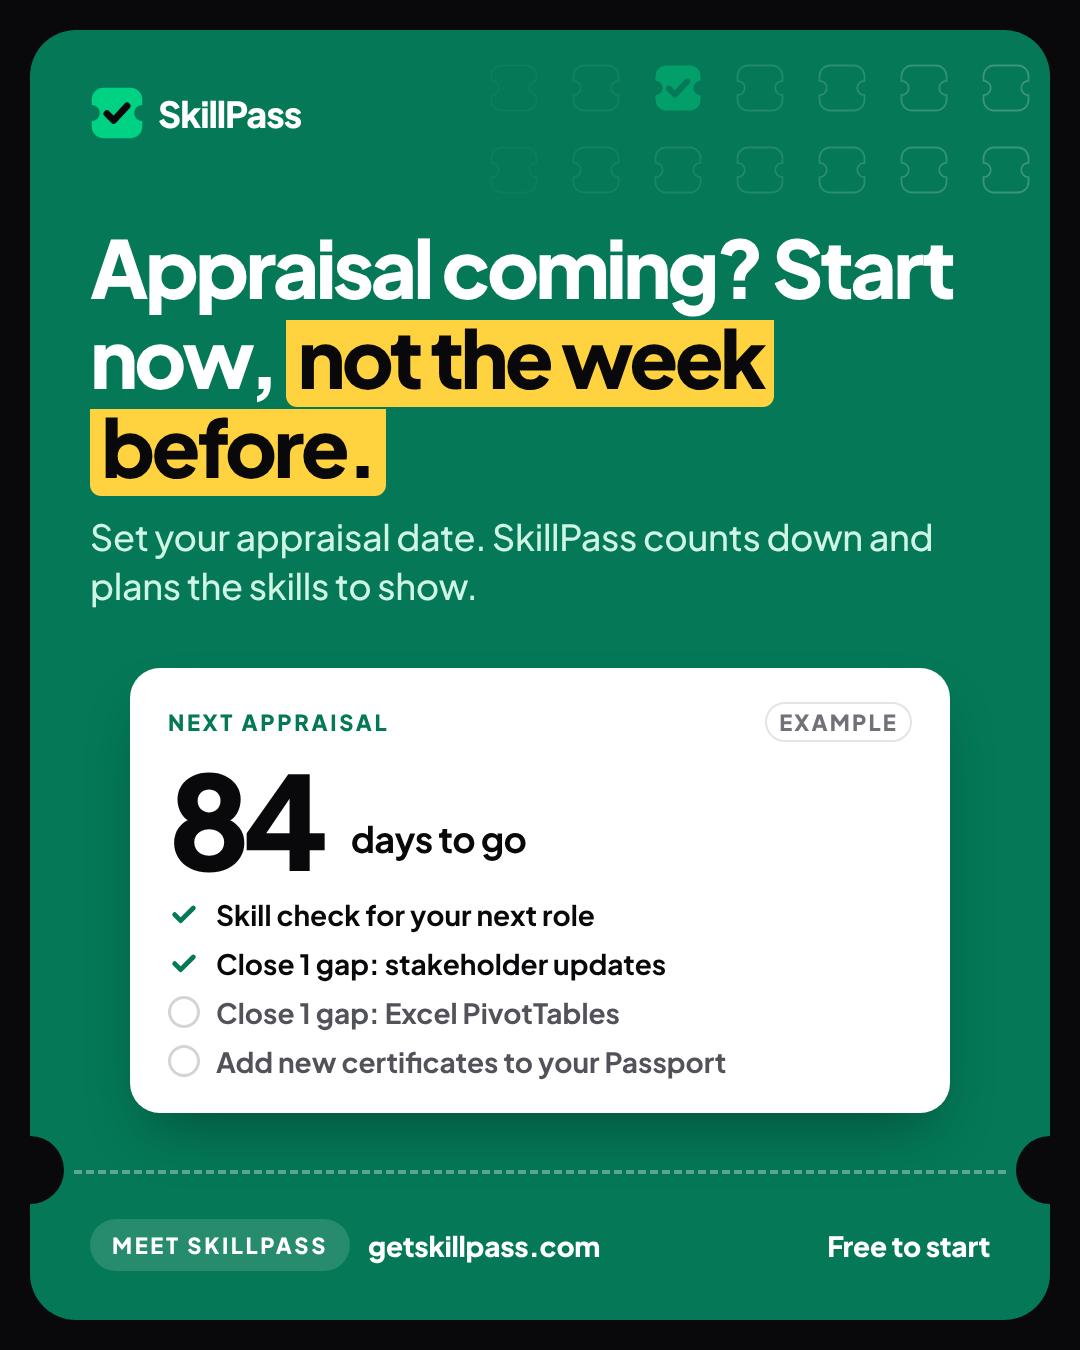 SkillPass
Appraisal coming? Start
now, not the week
before.
Set your appraisal date. SkillPass counts down and
plans the skills to show.
NEXT APPRAISAL
EXAMPLE
84 days to go
Skill check for your next role
Close 1 gap: stakeholder updates
Close 1 gap: Excel PivotTables
Add new certificates to your Passport
MEET SKILLPASS
getskillpass.com
Free to start